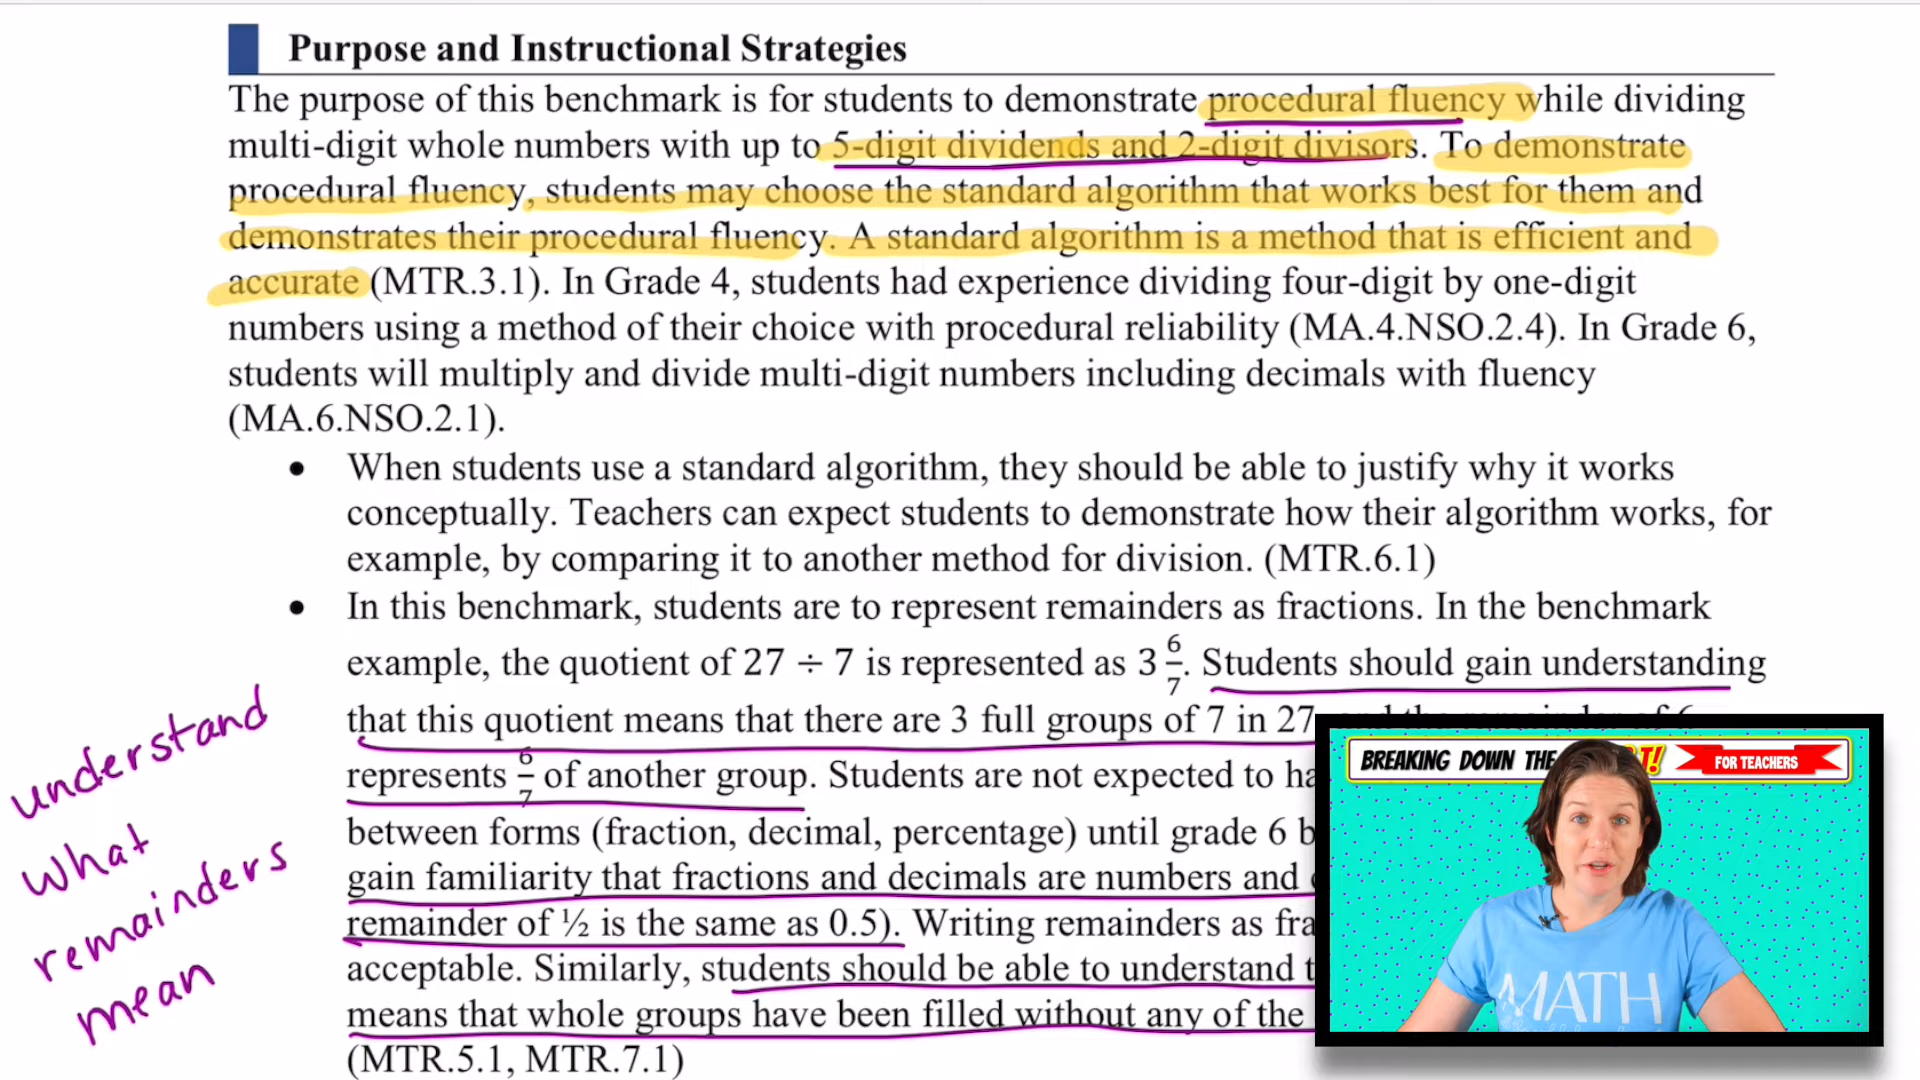 Purpose and Instructional Strategies
The purpose of this benchmark is for students to demonstrate procedural fluency while dividing
multi-digit whole numbers with up to 5-digit dividends and 2-digit divisors. To demonstrate
procedural fluency, students may choose the standard algorithm that works best for them and
demonstrates their procedural fluency. A standard algorithm is a method that is efficient and
accurate (MTR.3.1). In Grade 4, students had experience dividing four-digit by one-digit
numbers using a method of their choice with procedural reliability (MA.4.NSO.2.4). In Grade 6,
students will multiply and divide multi-digit numbers including decimals with fluency
(MA.6.NSO.2.1).
• When students use a standard algorithm, they should be able to justify why it works
conceptually. Teachers can expect students to demonstrate how their algorithm works, for
example, by comparing it to another method for division. (MTR.6.1)
• In this benchmark, students are to represent remainders as fractions. In the benchmark
example, the quotient of 27 ÷ 7 is represented as 3 6/7. Students should gain understanding
that this quotient means that there are 3 full groups of 7 in 27
represents 6/7 of another group. Students are not expected to ha
between forms (fraction, decimal, percentage) until grade 6 b
gain familiarity that fractions and decimals are numbers and
remainder of ½ is the same as 0.5). Writing remainders as fra
acceptable. Similarly, students should be able to understand t
means that whole groups have been filled without any of the
(MTR.5.1, MTR.7.1)
understand
what
remainders
mean
BREAKING DOWN THE
FOR TEACHERS
MATH